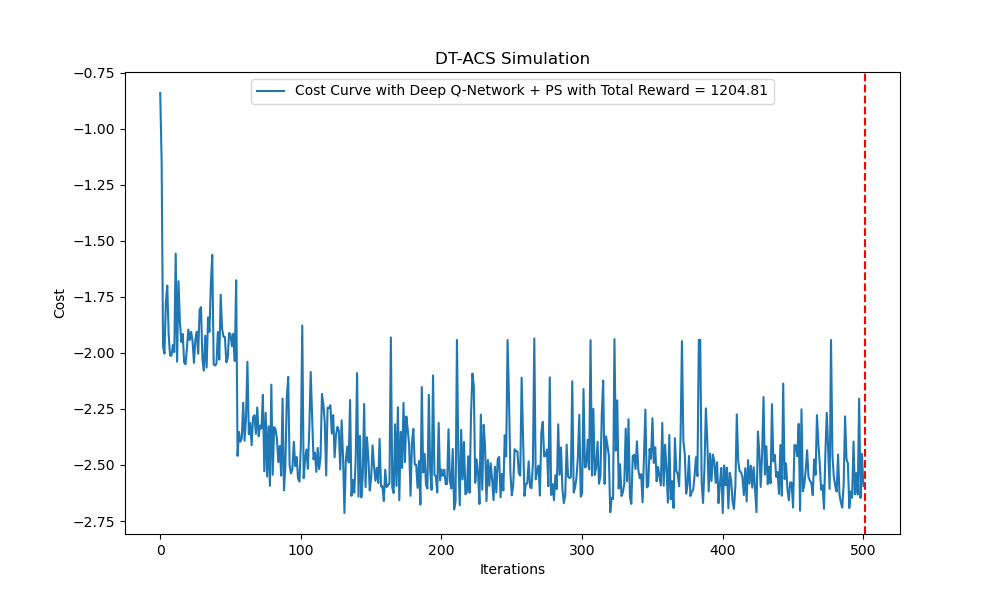 DT-ACS Simulation
Cost Curve with Deep Q-Network + PS with Total Reward = 1204.81
Cost
−0.75
−1.00
−1.25
−1.50
−1.75
−2.00
−2.25
−2.50
−2.75
0 100 200 300 400 500
Iterations